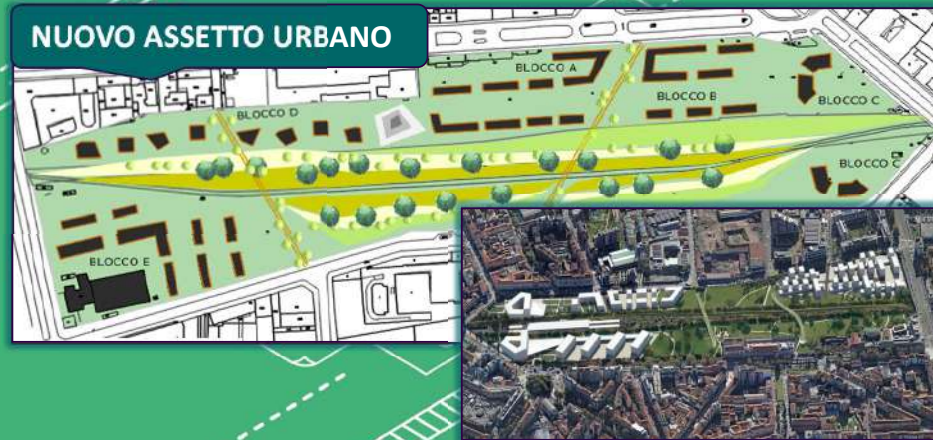 NUOVO ASSETTO URBANO
BLOCCO A
BLOCCO D
BLOCCO B
BLOCCO C
BLOCCO C
BLOCCO E